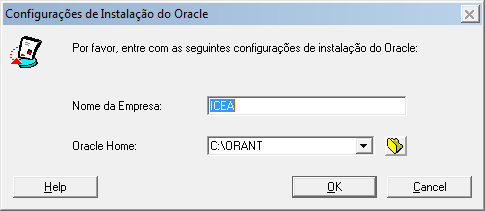 Configurações de Instalação do Oracle
Por favor, entre com as seguintes configurações de instalação do Oracle:
Nome da Empresa: ICEA
Oracle Home: C:\ORANT
Help OK Cancel